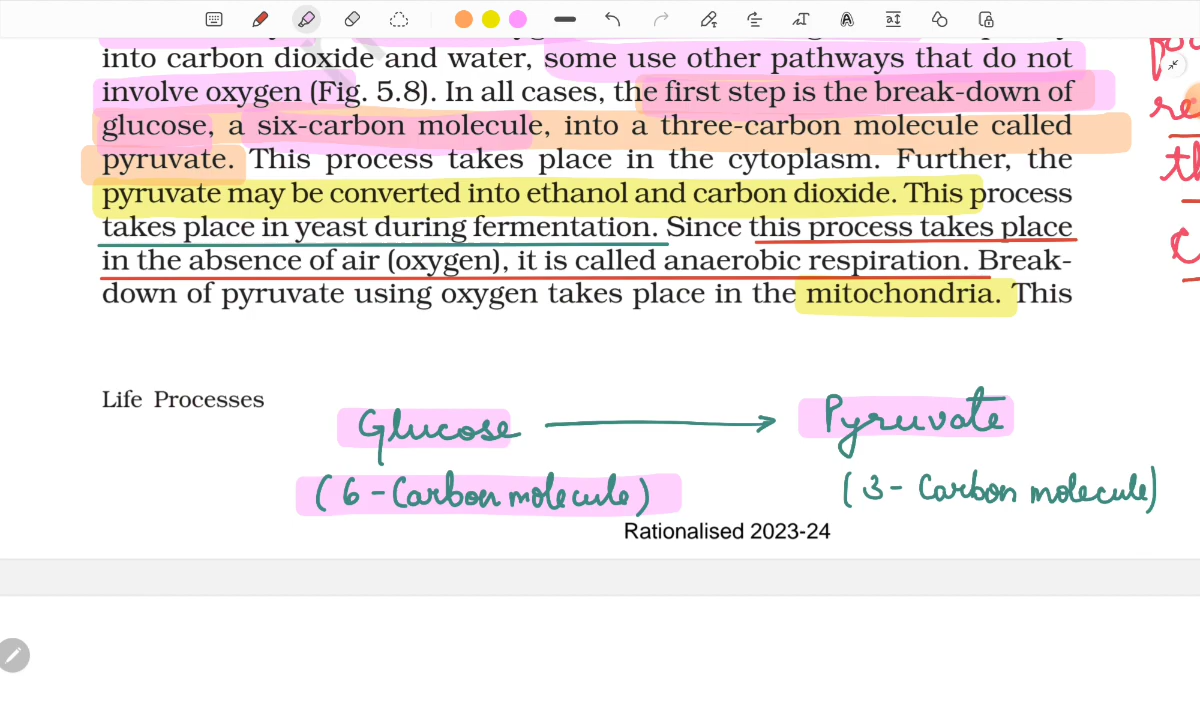 into carbon dioxide and water, some use other pathways that do not
involve oxygen (Fig. 5.8). In all cases, the first step is the break-down of
glucose, a six-carbon molecule, into a three-carbon molecule called
pyruvate. This process takes place in the cytoplasm. Further, the
pyruvate may be converted into ethanol and carbon dioxide. This process
takes place in yeast during fermentation. Since this process takes place
in the absence of air (oxygen), it is called anaerobic respiration. Break-
down of pyruvate using oxygen takes place in the mitochondria. This
Life Processes
Glucose Pyruvate
(6-Carbon molecule) (3-Carbon molecule)
Rationalised 2023-24